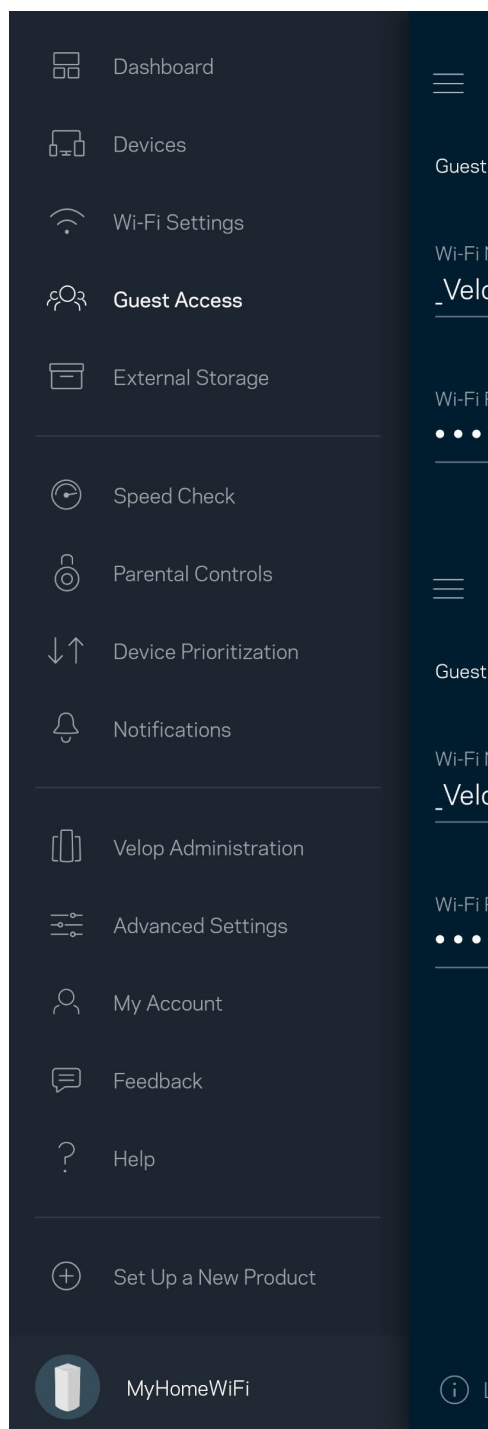 Dashboard
Devices
Wi-Fi Settings
Guest Access
External Storage
Speed Check
Parental Controls
Device Prioritization
Notifications
Velop Administration
Advanced Settings
My Account
Feedback
Help
Set Up a New Product
MyHomeWiFi
Guest
Wi-Fi
Wi-Fi
Guest
Wi-Fi
Wi-Fi